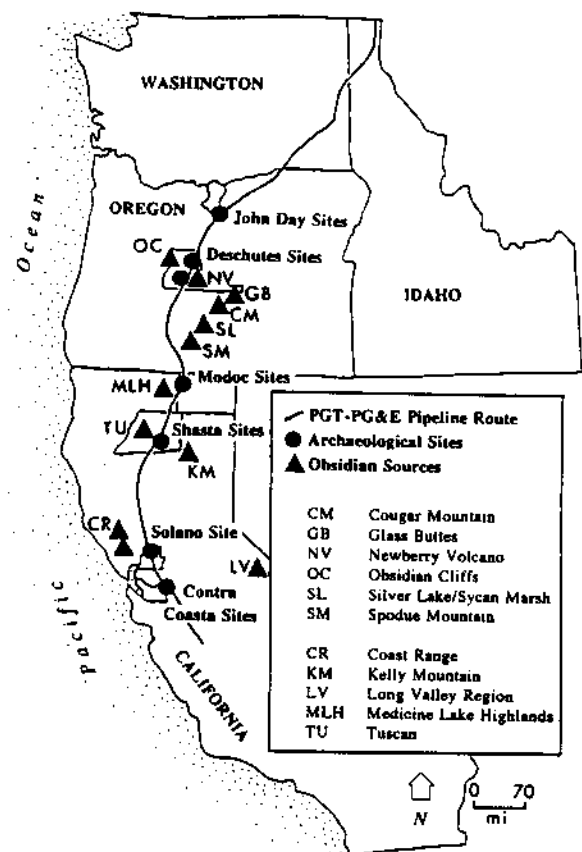 WASHINGTON
OREGON
Ocean
John Day Sites
OC
Deschutes Sites
NV
GB
CM
IDAHO
SL
SM
Modoc Sites
MLH
TU
Shasta Sites
KM
CR
Solano Site
LV
Contra
Coasta Sites
Pacific
CALIFORNIA
PGT-PG&E Pipeline Route
Archaeological Sites
Obsidian Sources
CM Cougar Mountain
GB Glass Buttes
NV Newberry Volcano
OC Obsidian Cliffs
SL Silver Lake/Sycan Marsh
SM Spodue Mountain
CR Coast Range
KM Kelly Mountain
LV Long Valley Region
MLH Medicine Lake Highlands
TU Tuscan
N
0 70
mi